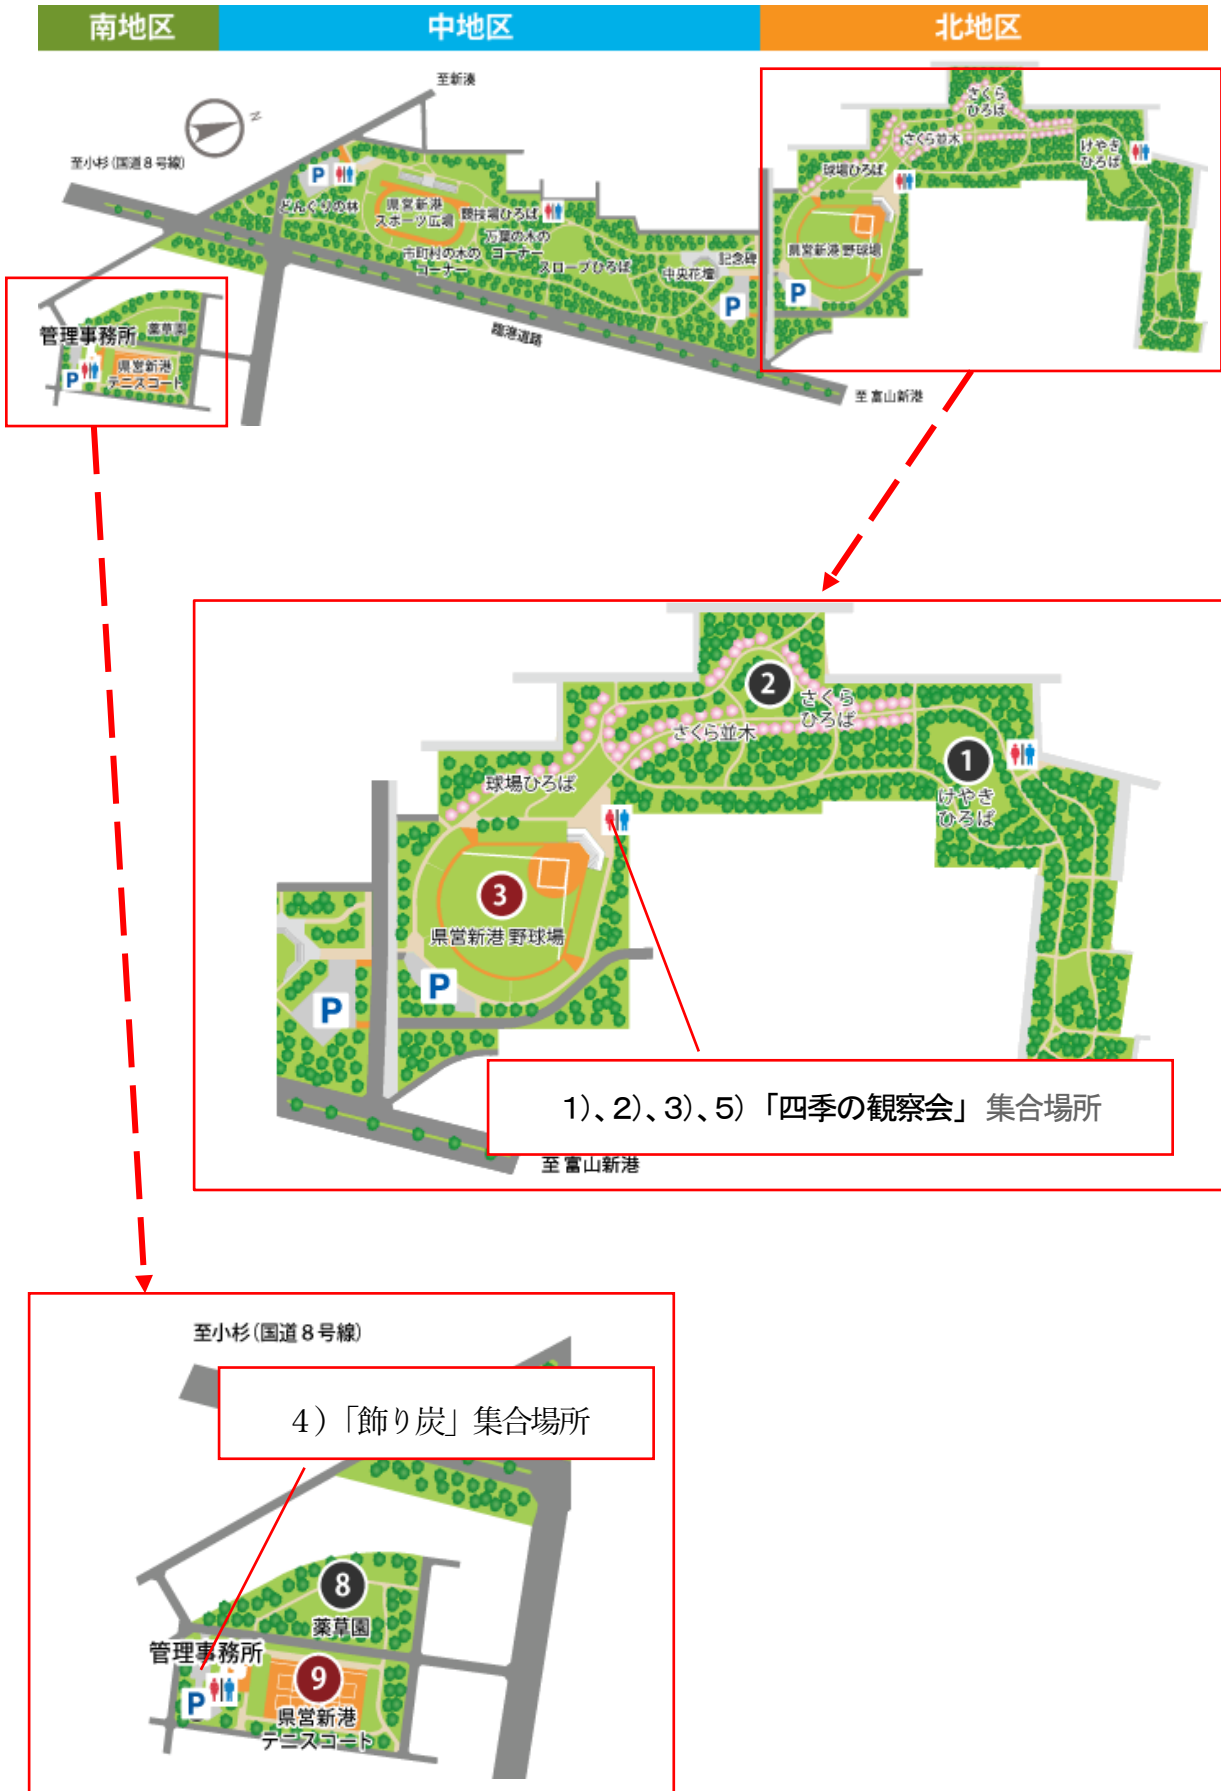 南地区
中地区
北地区
至新湊
N
至小杉(国道8号線)
P
どんぐりの林
県営新港
スポーツ広場
競技場ひろば
万葉の木の
コーナー
市町村の木の
コーナー
スロープひろば
中央花壇
記念碑
P
臨港道路
至 富山新港
さくら
ひろば
さくら並木
けやき
ひろば
球場ひろば
県営新港 野球場
P
管理事務所
薬草園
県営新港
テニスコート
P
2
さくら
ひろば
さくら並木
1
けやき
ひろば
球場ひろば
3
県営新港 野球場
P
P
1)、2)、3)、5)「四季の観察会」 集合場所
至 富山新港
至小杉(国道8号線)
4)「飾り炭」集合場所
8
薬草園
管理事務所
P
9
県営新港
テニスコート